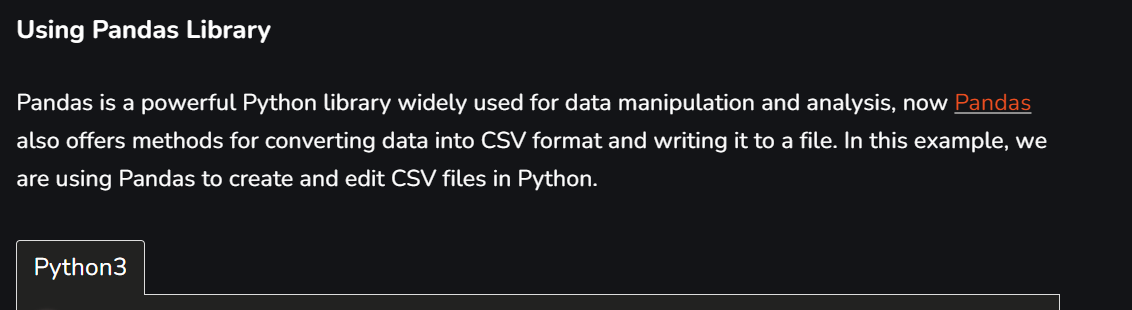 Using Pandas Library
Pandas is a powerful Python library widely used for data manipulation and analysis, now Pandas
also offers methods for converting data into CSV format and writing it to a file. In this example, we
are using Pandas to create and edit CSV files in Python.
Python3